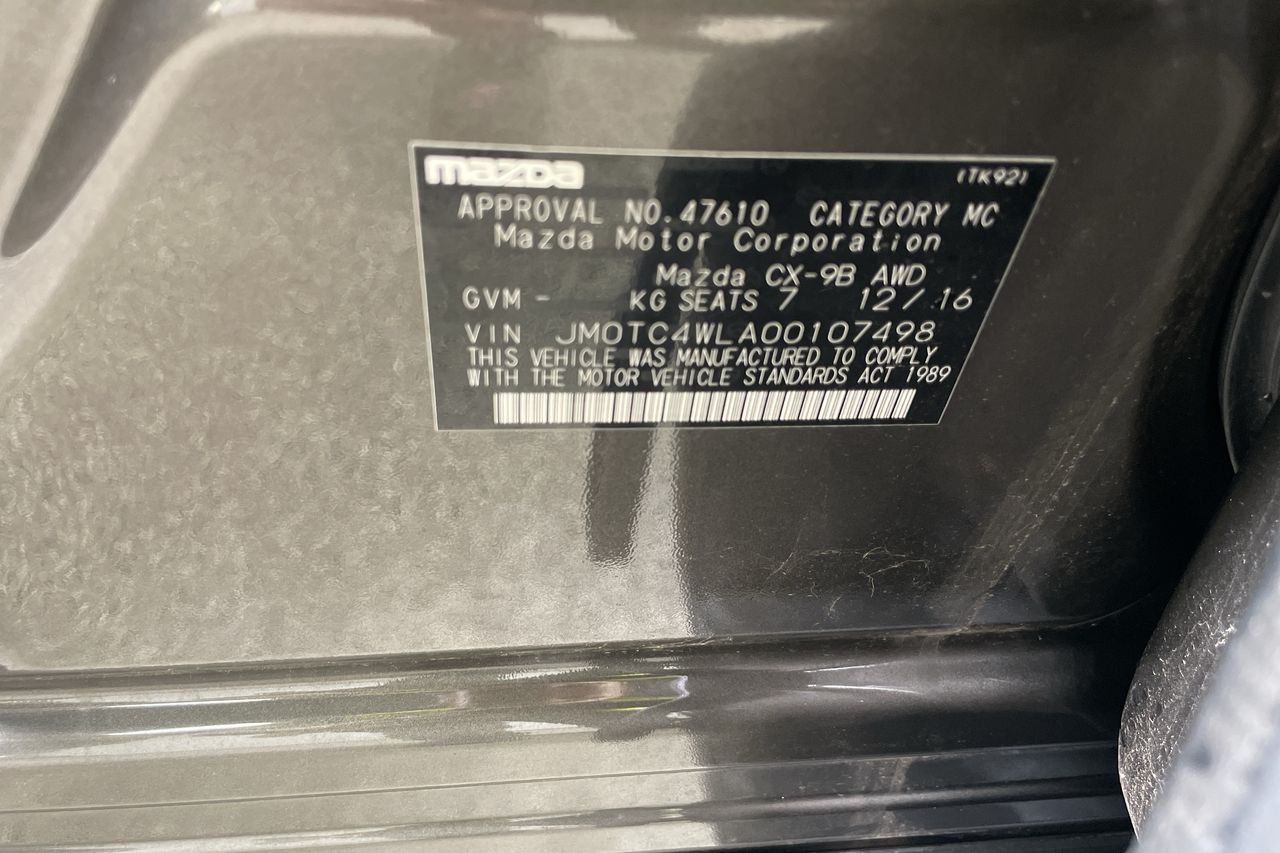 mazda
(TK92)
APPROVAL NO.47610 CATEGORY MC
Mazda Motor Corporation
Mazda CX-9B AWD
GVM - KG SEATS 7 12/16
VIN JM0TC4WLA00107498
THIS VEHICLE WAS MANUFACTURED TO COMPLY
WITH THE MOTOR VEHICLE STANDARDS ACT 1989